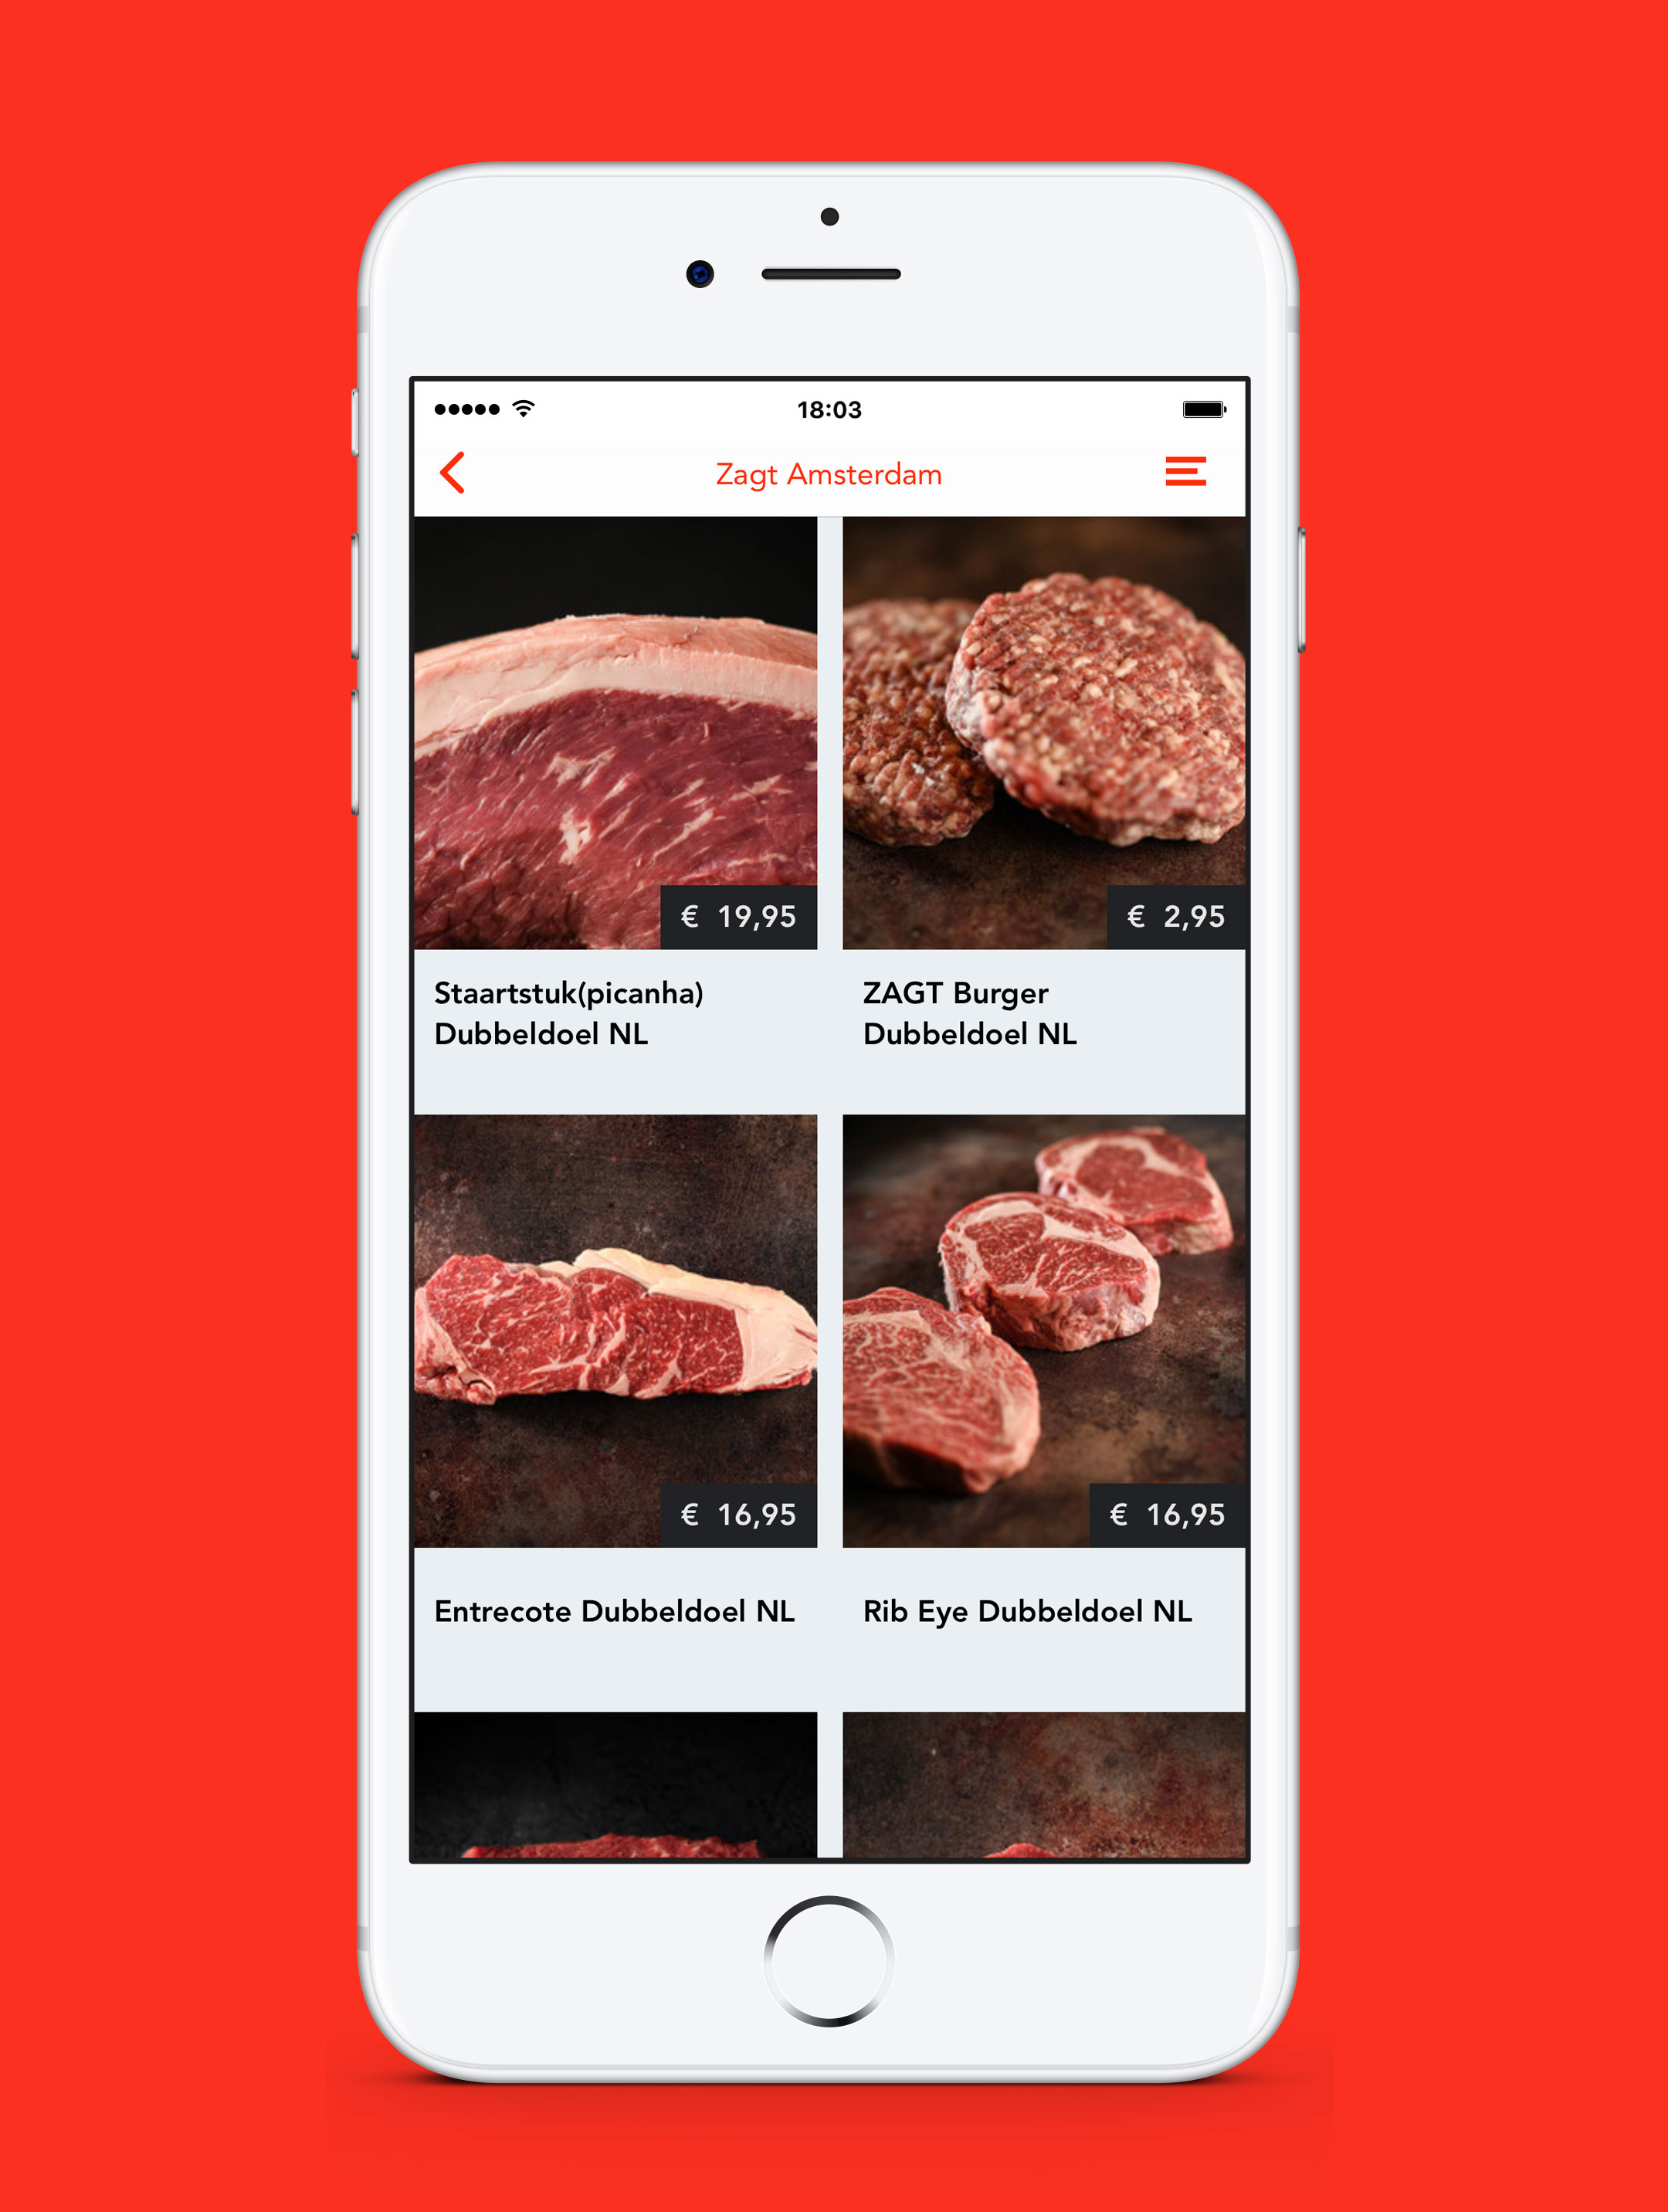 18:03
Zagt Amsterdam
€ 19,95
€ 2,95
Staartstuk(picanha)
Dubbeldoel NL
ZAGT Burger
Dubbeldoel NL
€ 16,95
€ 16,95
Entrecote Dubbeldoel NL
Rib Eye Dubbeldoel NL